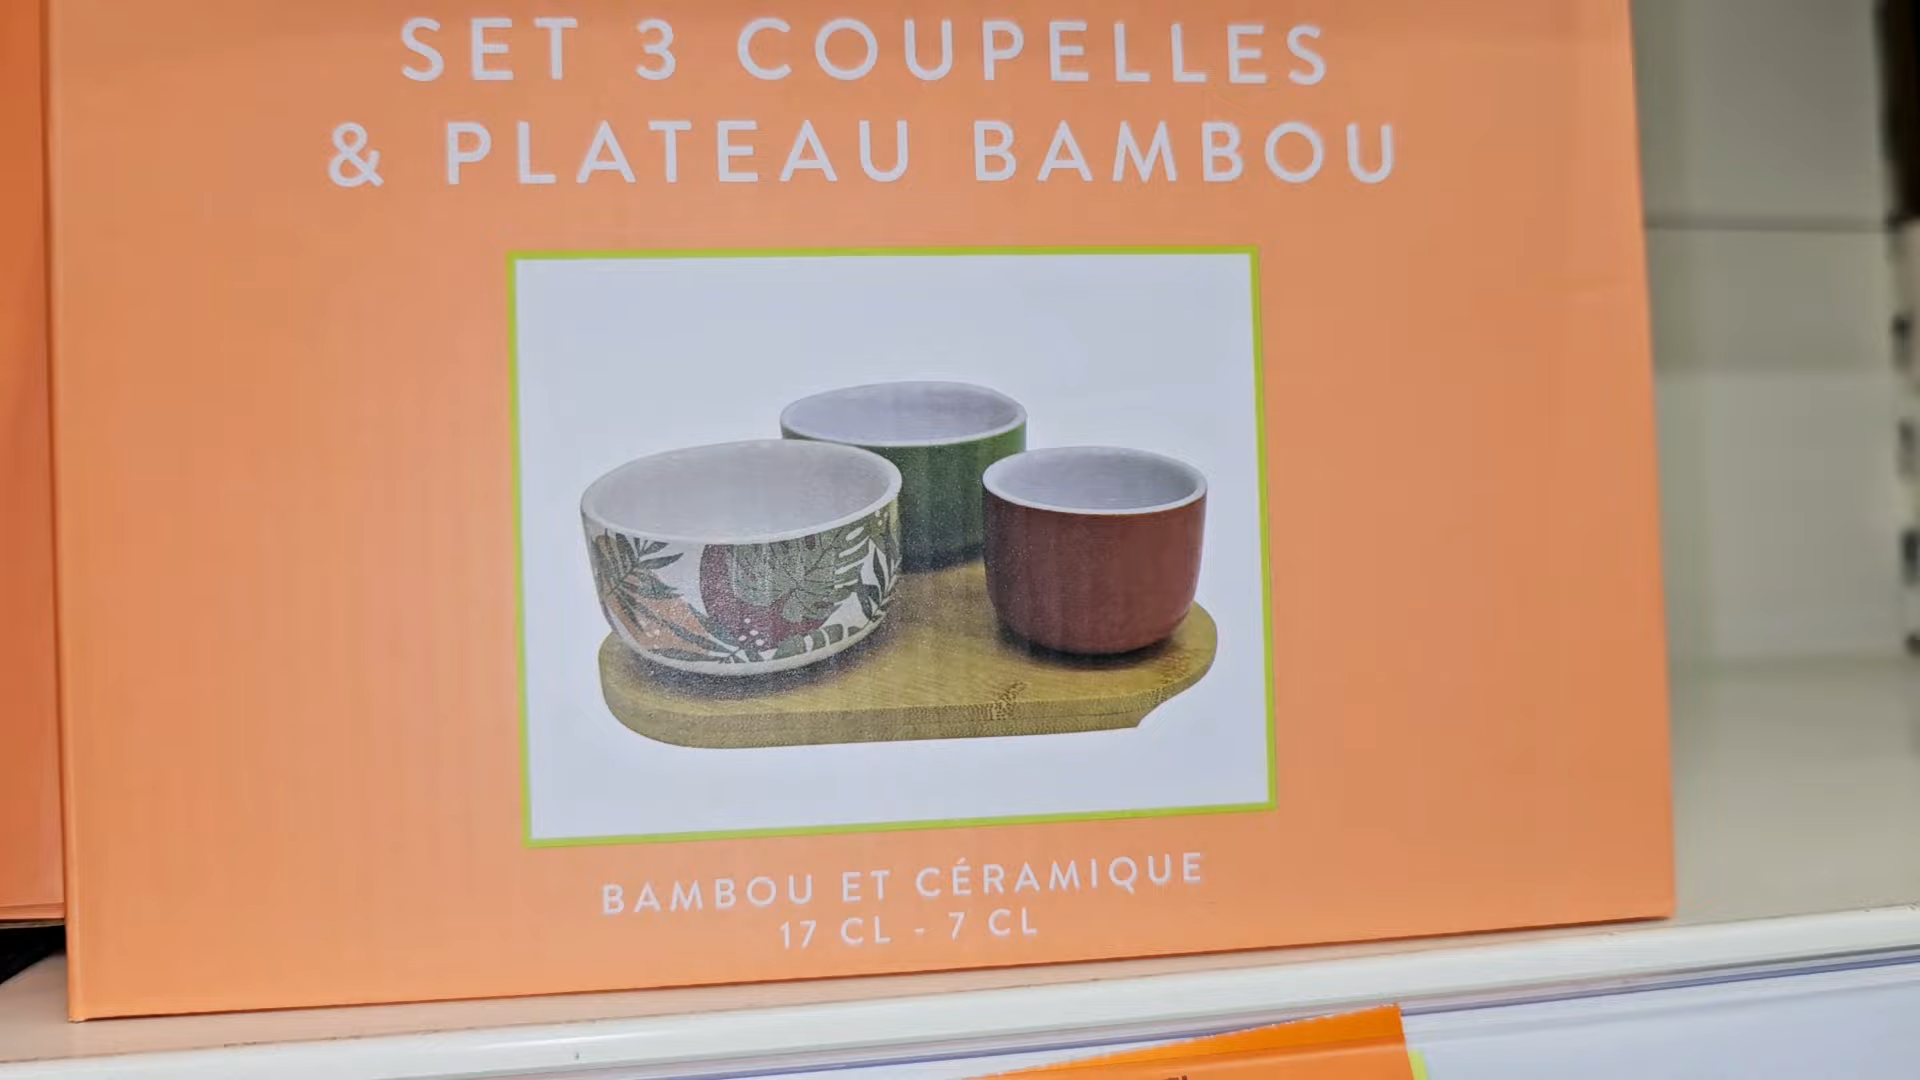 SET 3 COUPELLES
& PLATEAU BAMBOU
BAMBOU ET CÉRAMIQUE
17 CL - 7 CL